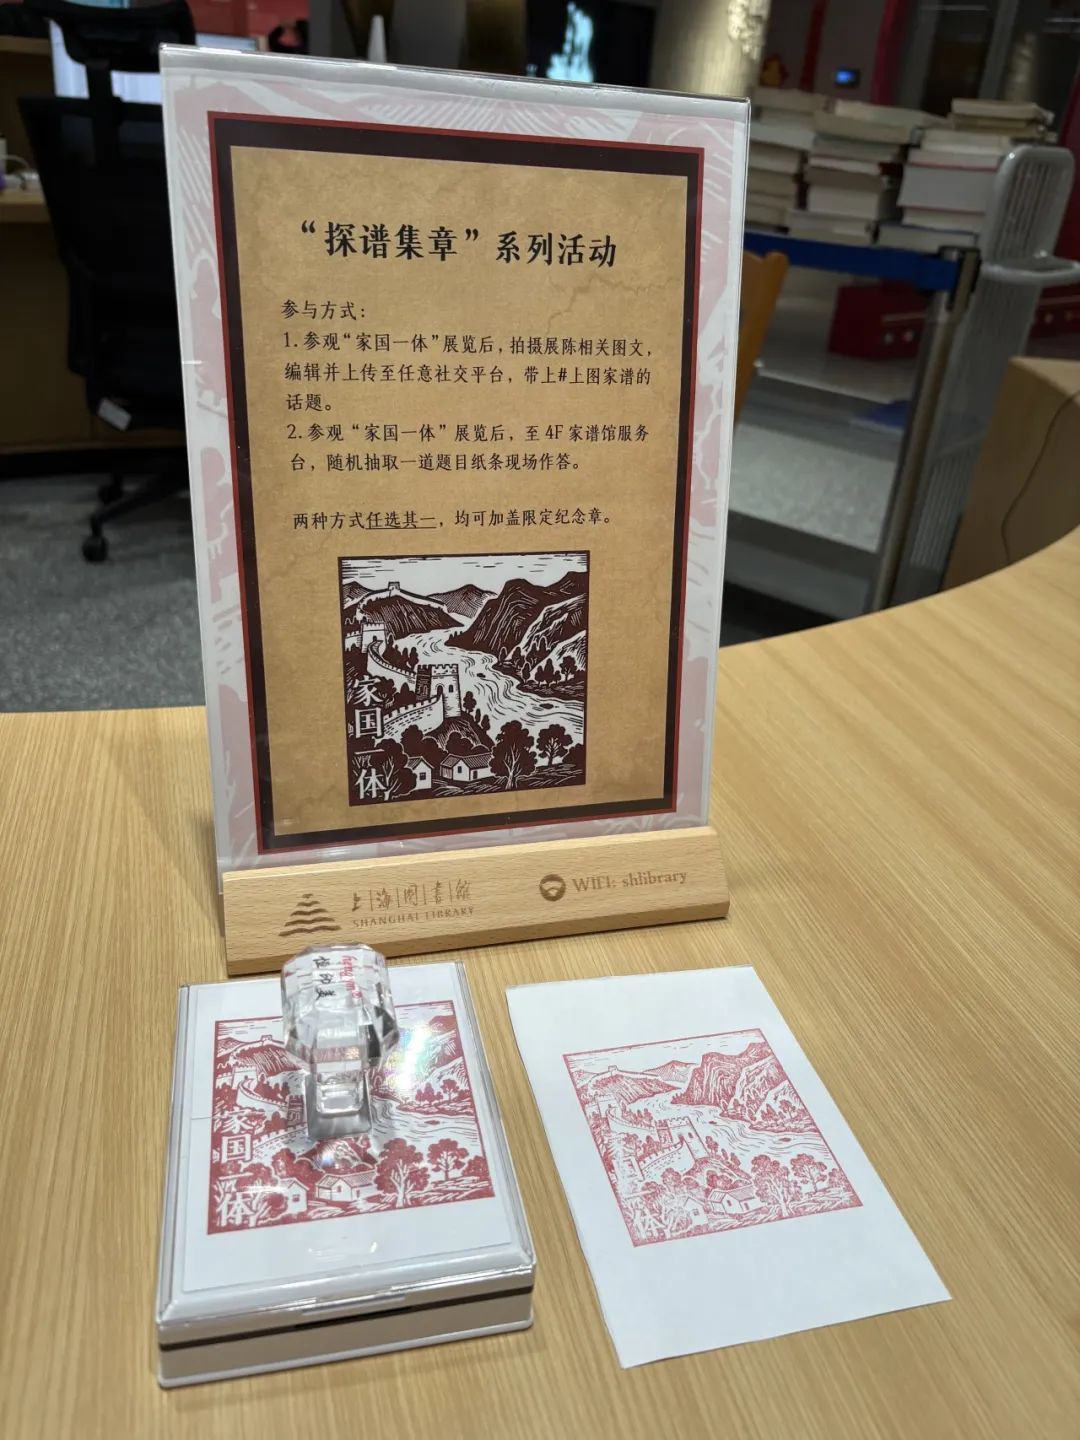 “探谱集章”系列活动
参与方式：
1. 参观“家国一体”展览后，拍摄展陈相关图文，
编辑并上传至任意社交平台，带上#上图家谱的
话题。
2. 参观“家国一体”展览后，至 4F 家谱馆服务
台，随机抽取一道题目纸条现场作答。
两种方式任选其一，均可加盖限定纪念章。
家国一体
上海图书館
SHANGHAI LIBRARY
WIFI: shlibrary
家国一体
体